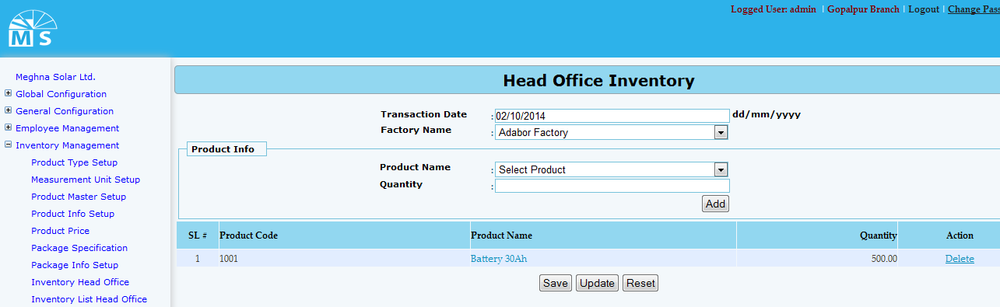 Logged User: admin | Gopalpur Branch | Logout | Change Pass
M S
Meghna Solar Ltd.
Global Configuration
General Configuration
Employee Management
Inventory Management
Product Type Setup
Measurement Unit Setup
Product Master Setup
Product Info Setup
Product Price
Package Specification
Package Info Setup
Inventory Head Office
Inventory List Head Office
Head Office Inventory
Transaction Date : 02/10/2014 dd/mm/yyyy
Factory Name : Adabor Factory
Product Info
Product Name : Select Product
Quantity :
Add
SL # Product Code Product Name Quantity Action
1 1001 Battery 30Ah 500.00 Delete
Save Update Reset